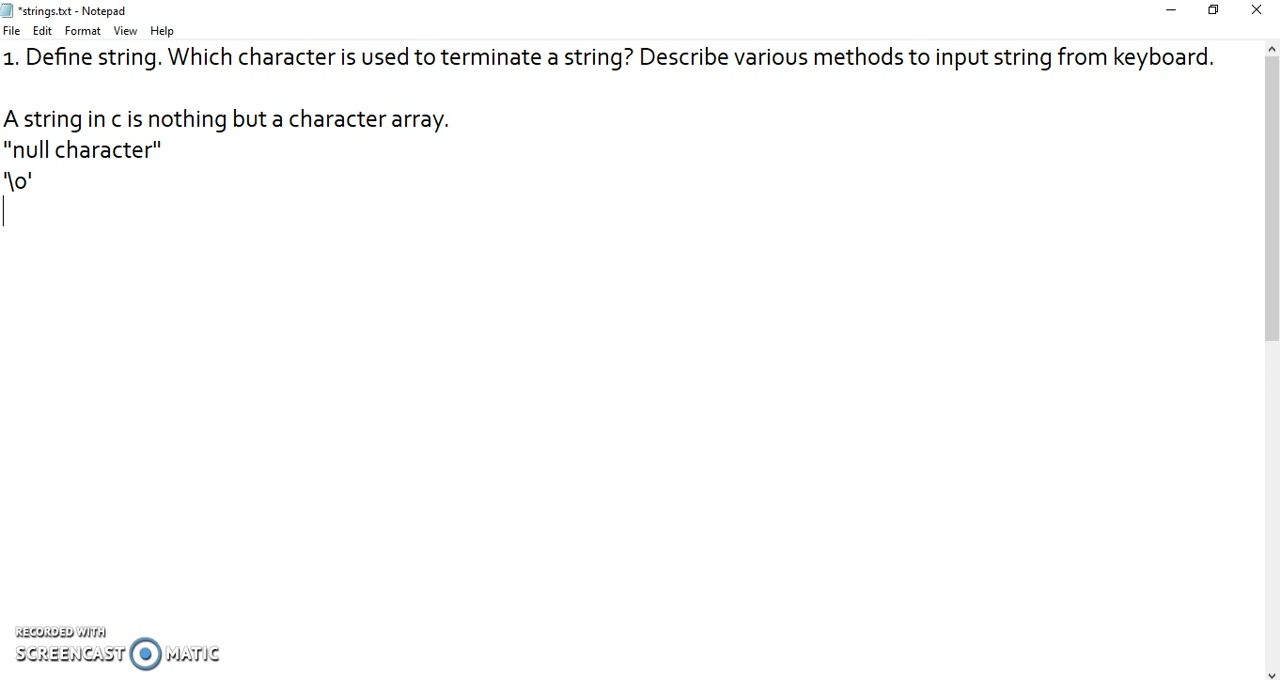 *strings.txt - Notepad
File Edit Format View Help
1. Define string. Which character is used to terminate a string? Describe various methods to input string from keyboard.
A string in c is nothing but a character array.
"null character"
'\0'
RECORDED WITH
SCREENCAST MATIC